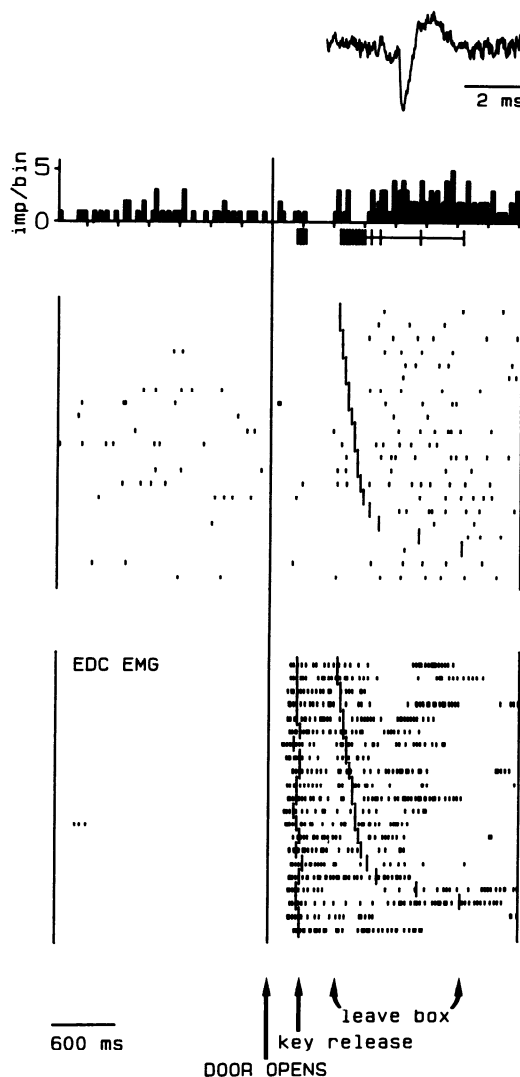 2 ms
5
imp/bin
0
EDC EMG
leave box
600 ms
key release
DOOR OPENS